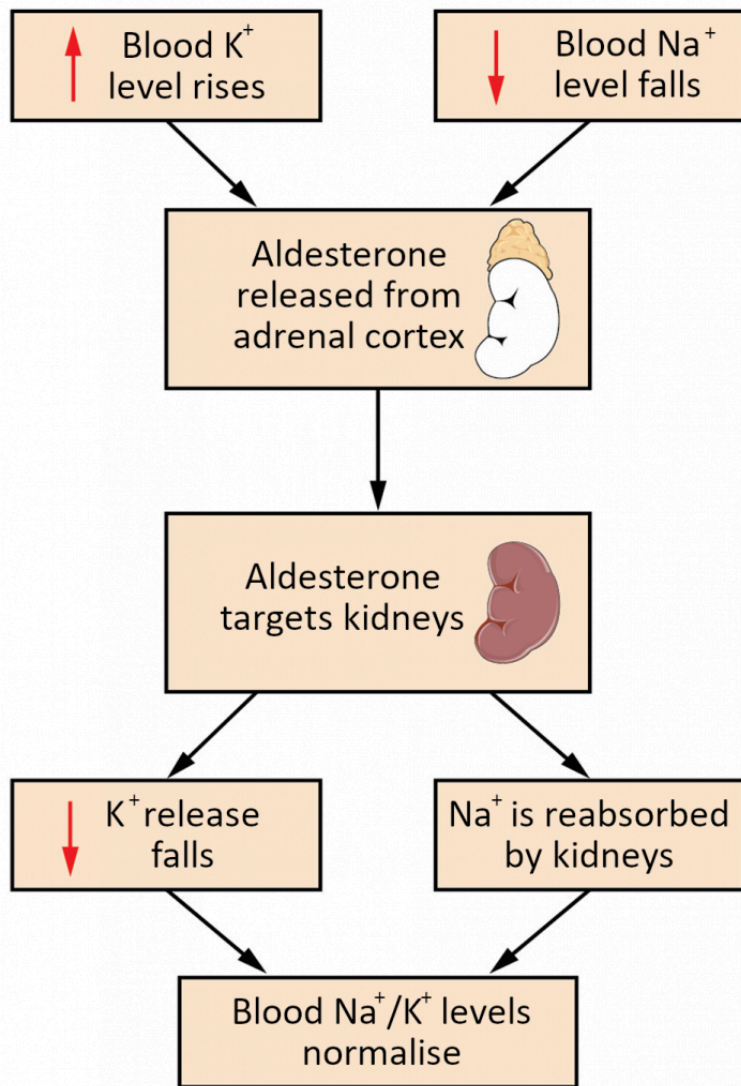 Blood K⁺
level rises
Blood Na⁺
level falls
Aldesterone
released from
adrenal cortex
Aldesterone
targets kidneys
K⁺ release
falls
Na⁺ is reabsorbed
by kidneys
Blood Na⁺/K⁺ levels
normalise